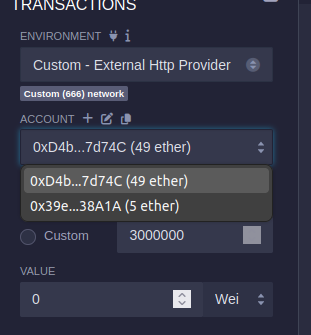 TRANSACTIONS
ENVIRONMENT
Custom - External Http Provider
Custom (666) network
ACCOUNT
0xD4b...7d74C (49 ether)
0xD4b...7d74C (49 ether)
0x39e...38A1A (5 ether)
Custom 3000000
VALUE
0 Wei